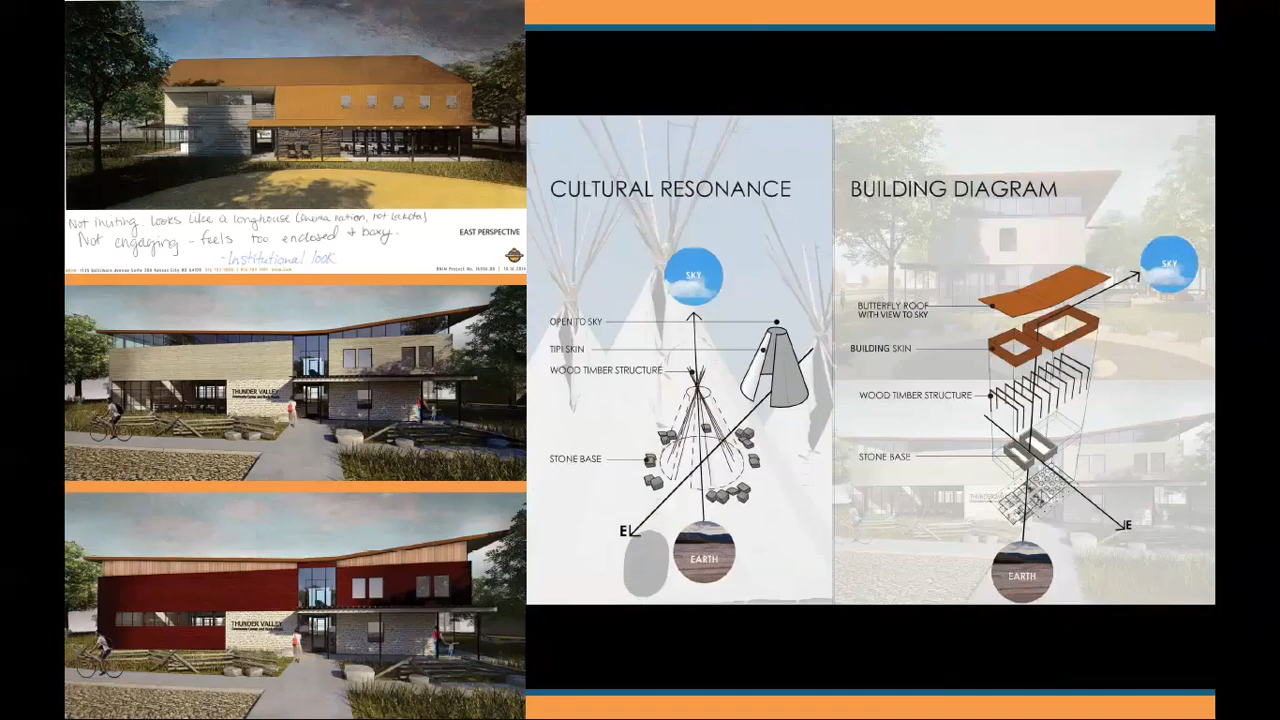 Not inviting. Looks like a longhouse (
nation, not Lakota)
Not engaging - feels too enclosed + boxy.
- Institutional look
EAST PERSPECTIVE
THUNDER VALLEY
THUNDER VALLEY
CULTURAL RESONANCE
SKY
OPEN TO SKY
TIPI SKIN
WOOD TIMBER STRUCTURE
STONE BASE
E
EARTH
BUILDING DIAGRAM
SKY
BUTTERFLY ROOF
WITH VIEW TO SKY
BUILDING SKIN
WOOD TIMBER STRUCTURE
STONE BASE
E
EARTH